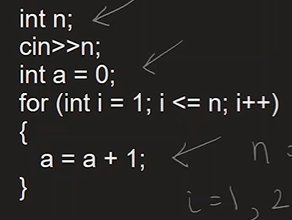 int n;
cin>>n;
int a = 0;
for (int i = 1; i <= n; i++)
{
a = a + 1;
}
n =
i = 1, 2